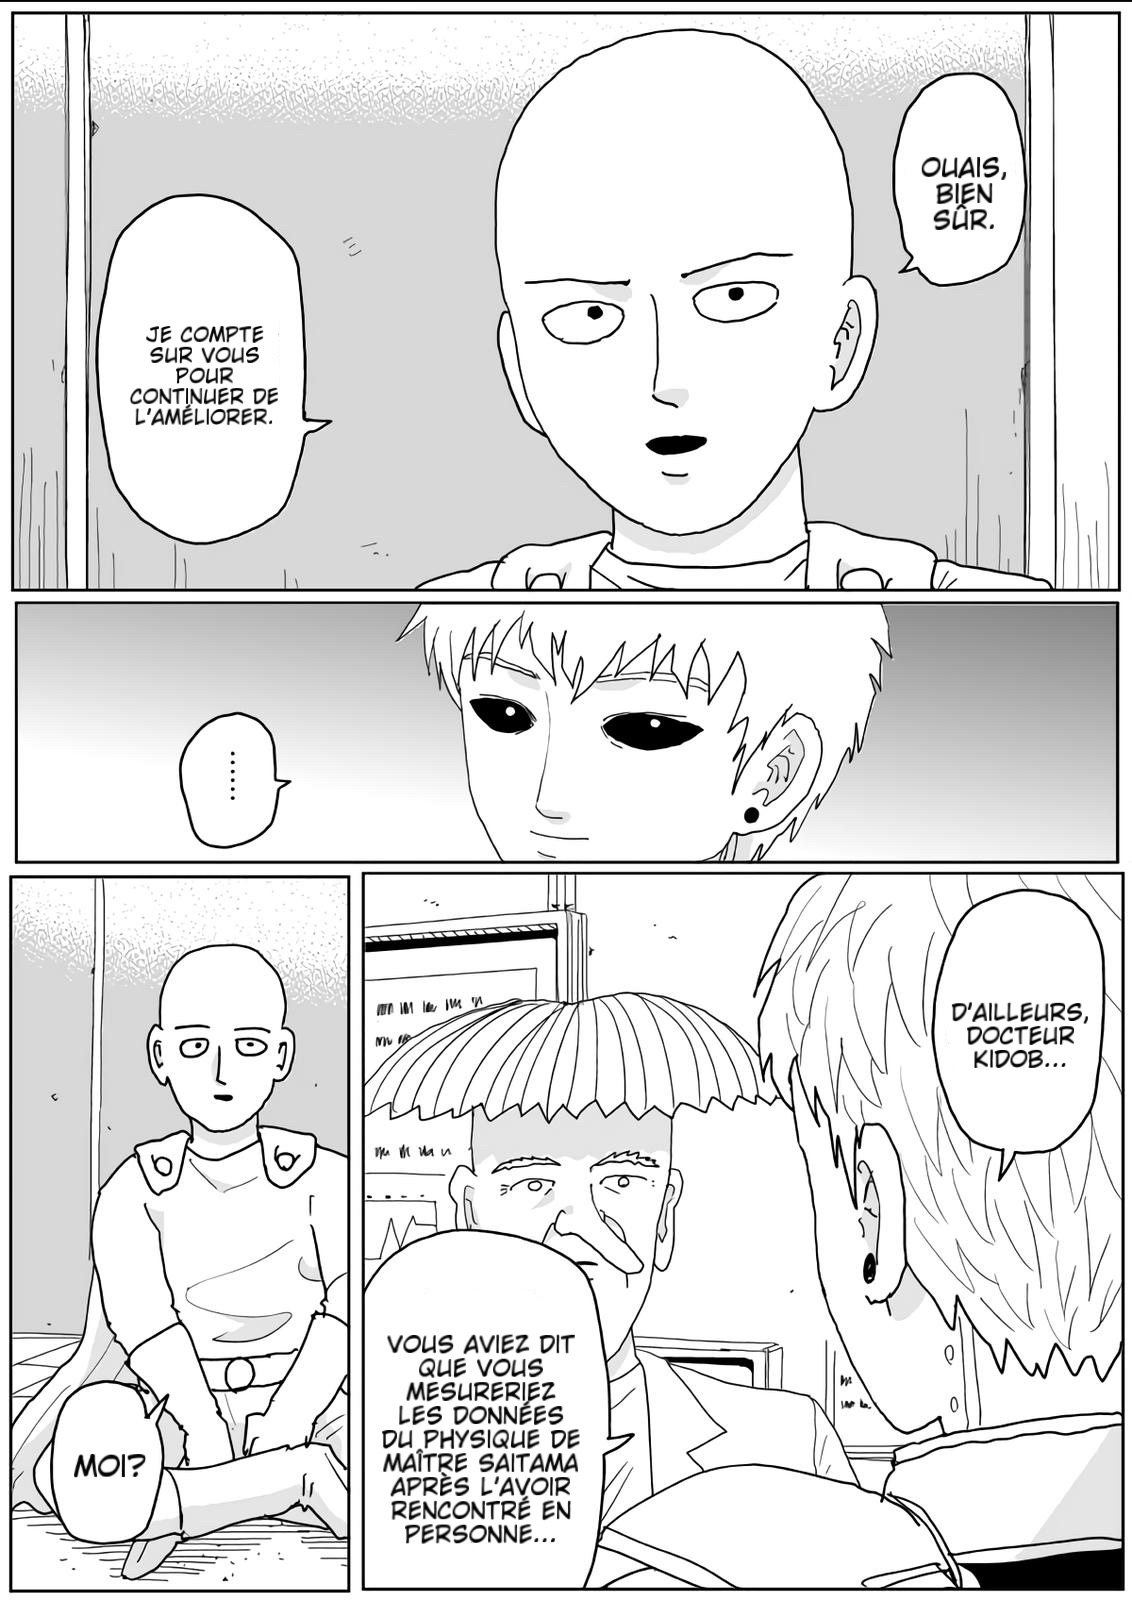 OUAIS,
BIEN
SÛR.
JE COMPTE
SUR VOUS
POUR
CONTINUER DE
L'AMÉLIORER.
......
D'AILLEURS,
DOCTEUR
KIDOB...
VOUS AVIEZ DIT
QUE VOUS
MESURERIEZ
LES DONNÉES
DU PHYSIQUE DE
MAÎTRE SAITAMA
APRÈS L'AVOIR
RENCONTRÉ EN
PERSONNE...
MOI?